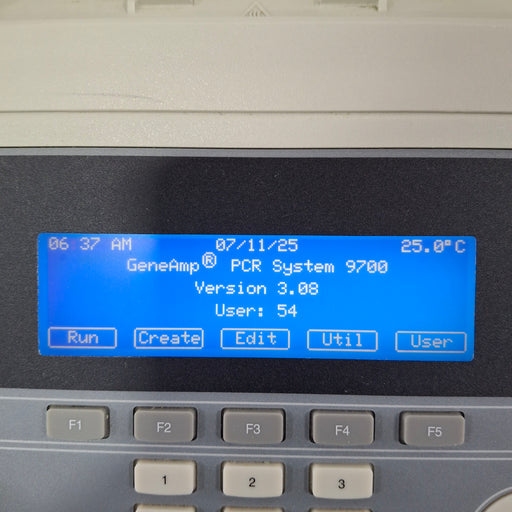 06 37 AM 07/11/25 25.0°C
GeneAmp® PCR System 9700
Version 3.08
User: 54
Run Create Edit Util User
F1 F2 F3 F4 F5
1 2 3